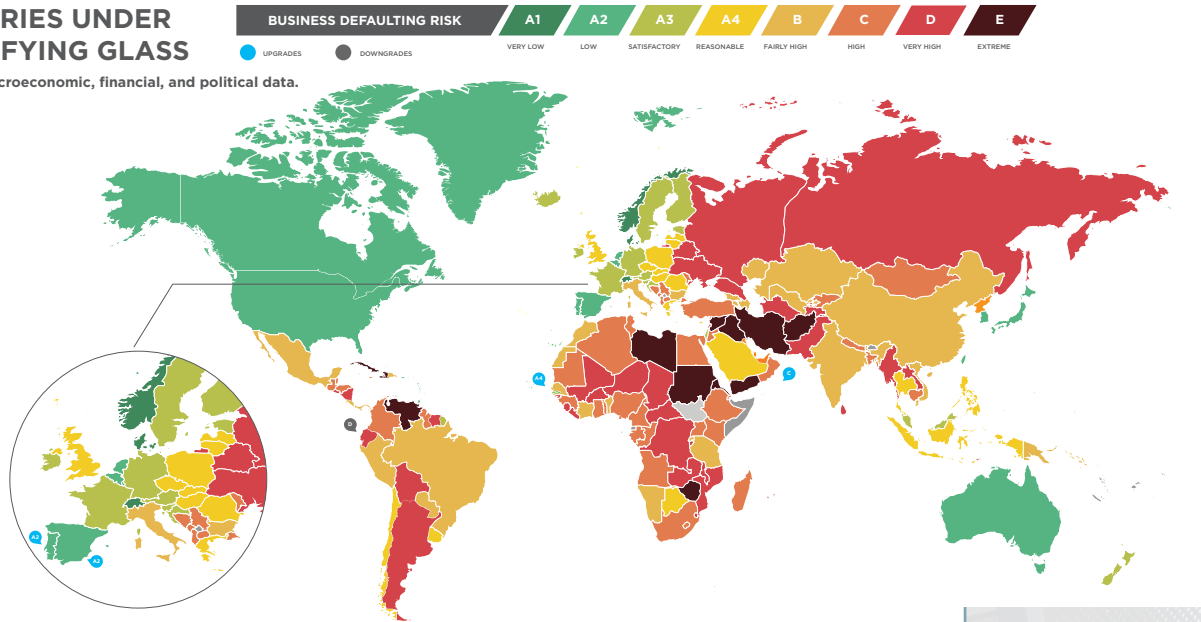 RIES UNDER
FYING GLASS
croeconomic, financial, and political data.
BUSINESS DEFAULTING RISK
A1 A2 A3 A4 B C D E
VERY LOW LOW SATISFACTORY REASONABLE FAIRLY HIGH HIGH VERY HIGH EXTREME
UPGRADES DOWNGRADES
A4
C
D
A2
A2